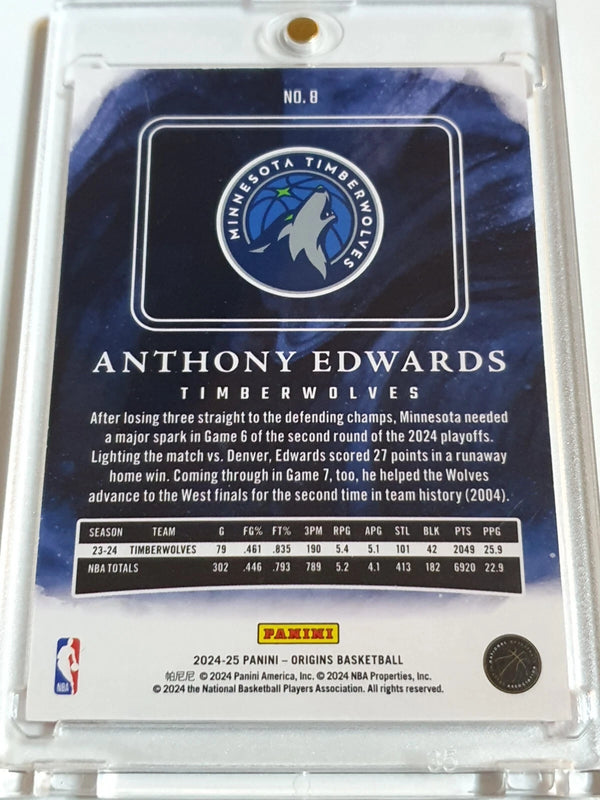 NO. 8
MINNESOTA TIMBERWOLVES
ANTHONY EDWARDS
TIMBERWOLVES
After losing three straight to the defending champs, Minnesota needed
a major spark in Game 6 of the second round of the 2024 playoffs.
Lighting the match vs. Denver, Edwards scored 27 points in a runaway
home win. Coming through in Game 7, too, he helped the Wolves
advance to the West finals for the second time in team history (2004).
SEASON TEAM G FG% FT% 3PM RPG APG STL BLK PTS PPG
23-24 TIMBERWOLVES 79 .461 .835 190 5.4 5.1 101 42 2049 25.9
NBA TOTALS 302 .446 .793 789 5.2 4.1 413 182 6920 22.9
PANINI
2024-25 PANINI – ORIGINS BASKETBALL
帕尼尼 © 2024 Panini America, Inc. © 2024 NBA Properties, Inc.
© 2024 the National Basketball Players Association. All rights reserved.
NBA